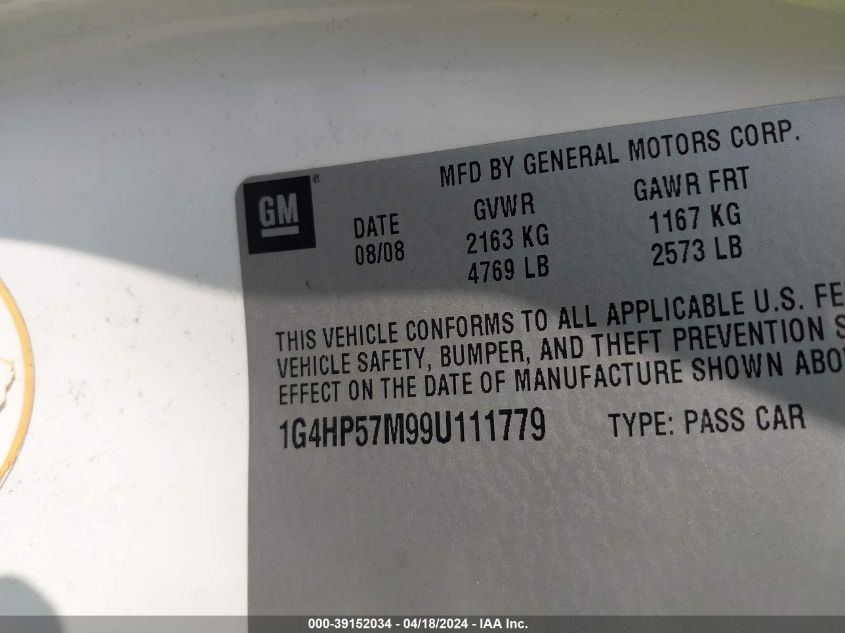 MFD BY GENERAL MOTORS CORP.
GM®
DATE GVWR GAWR FRT
08/08 2163 KG 1167 KG
4769 LB 2573 LB
THIS VEHICLE CONFORMS TO ALL APPLICABLE U.S.
VEHICLE SAFETY, BUMPER, AND THEFT PREVENTION
EFFECT ON THE DATE OF MANUFACTURE SHOWN
1G4HP57M99U111779 TYPE: PASS CAR
000-39152034 - 04/18/2024 - IAA Inc.